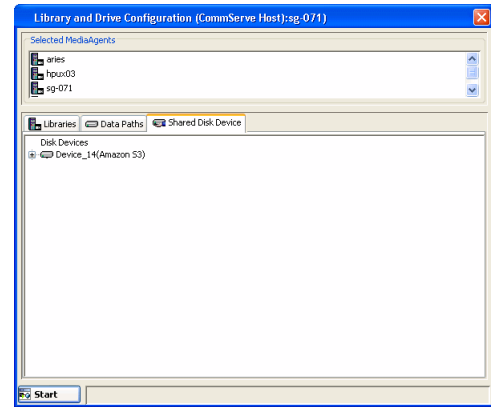 Library and Drive Configuration (CommServe Host):sg-071)
Selected MediaAgents
aries
hpux03
sg-071
Libraries Data Paths Shared Disk Device
Disk Devices
Device_14(Amazon S3)
Start